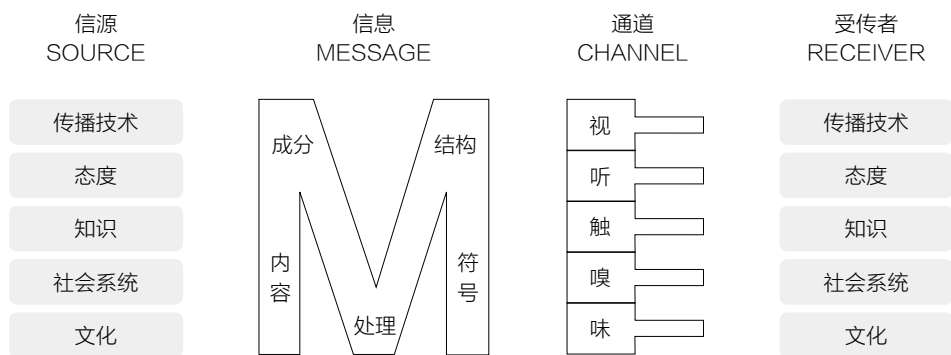 信源
SOURCE
传播技术
态度
知识
社会系统
文化
信息
MESSAGE
成分
结构
内容
符号
处理
通道
CHANNEL
视
听
触
嗅
味
受传者
RECEIVER
传播技术
态度
知识
社会系统
文化